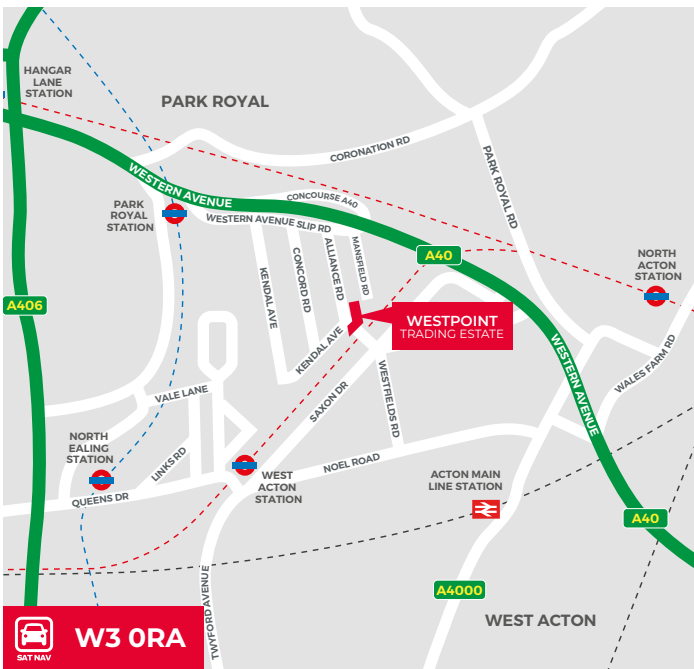 HANGAR
LANE
STATION
PARK ROYAL
CORONATION RD
PARK ROYAL RD
WESTERN AVENUE
CONCOURSE A40
PARK
ROYAL
STATION
WESTERN AVENUE SLIP RD
A40
NORTH
ACTON
STATION
KENDAL AVE
CONCORD RD
ALLIANCE RD
MANSFIELD RD
A406
WESTPOINT
TRADING ESTATE
KENDAL AVE
WESTERN AVENUE
WALES FARM RD
SAXON DR
WESTFIELDS RD
VALE LANE
NORTH
EALING
STATION
LINKS RD
NOEL ROAD
WEST
ACTON
STATION
ACTON MAIN
LINE STATION
QUEENS DR
A40
A4000
TWYFORD AVENUE
WEST ACTON
SAT NAV
W3 0RA